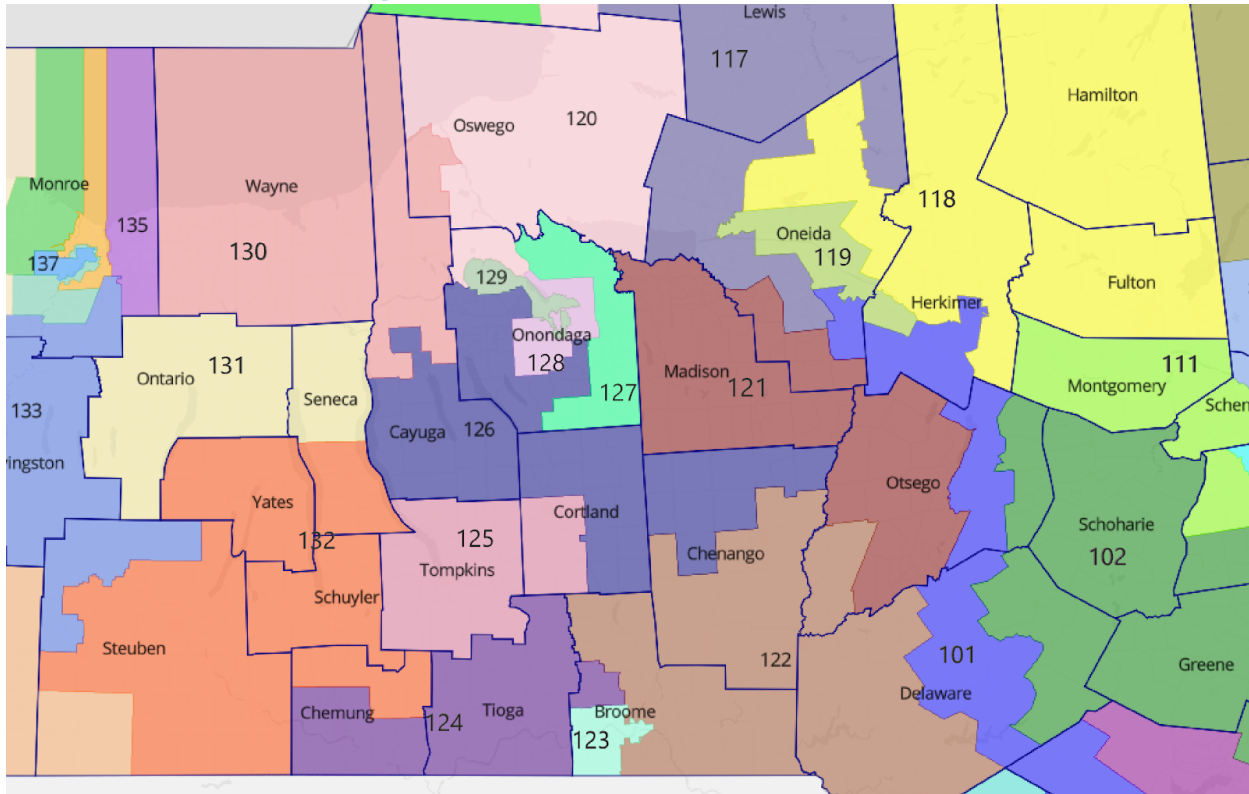 Lewis
117
Hamilton
120
Oswego
Monroe
Wayne
118
135
130
Oneida
119
137
129
Fulton
Herkimer
Onondaga
128
131
111
Ontario
Madison
121
Montgomery
133
Seneca
127
Schen
Cayuga
126
vingston
Otsego
Yates
Cortland
Schoharie
132
125
Chenango
102
Tompkins
Schuyler
Steuben
101
122
Greene
Delaware
Chemung
124
Tioga
Broome
123